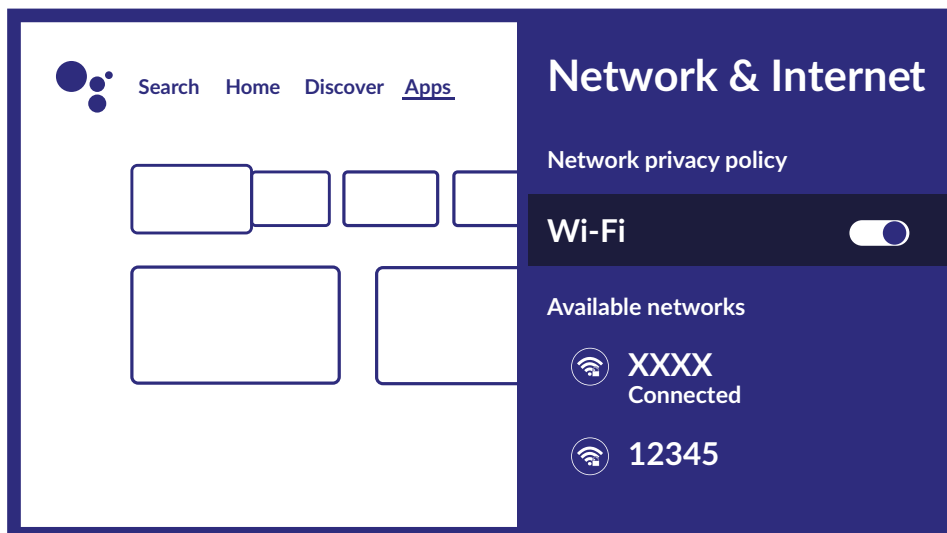 Search Home Discover Apps
Network & Internet
Network privacy policy
Wi-Fi
Available networks
XXXX
Connected
12345